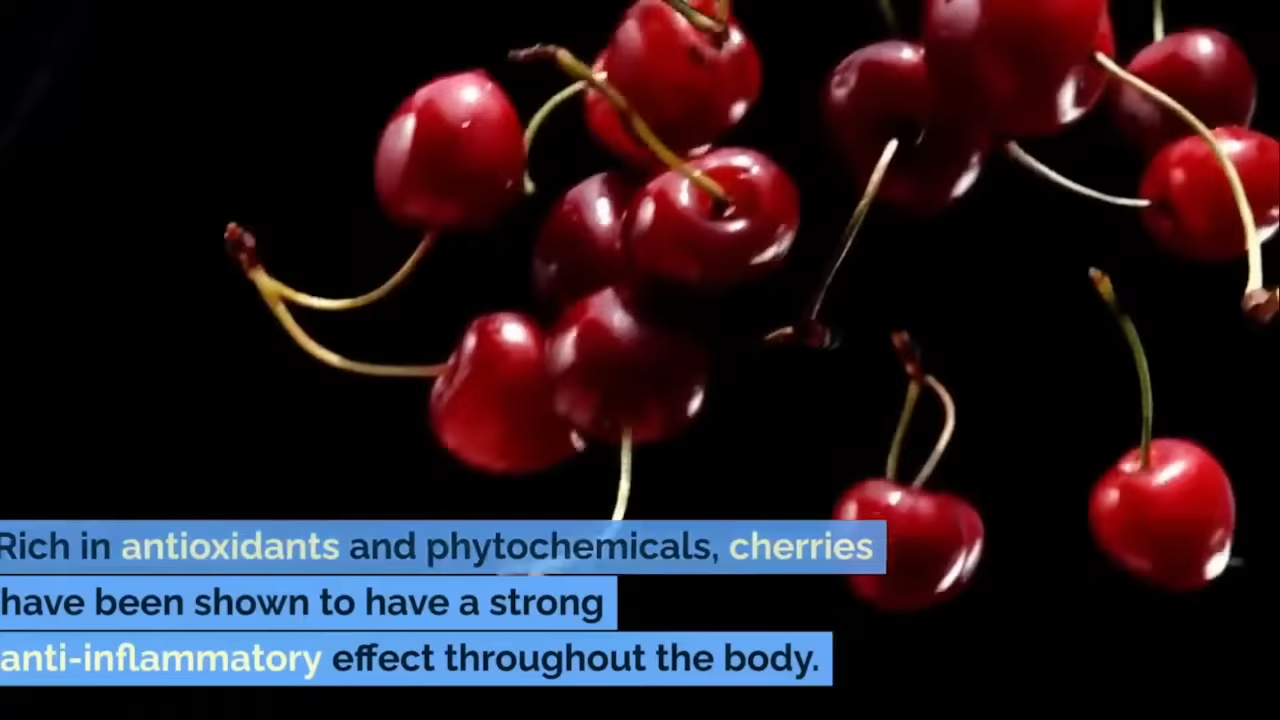 Rich in antioxidants and phytochemicals, cherries
have been shown to have a strong
anti-inflammatory effect throughout the body.